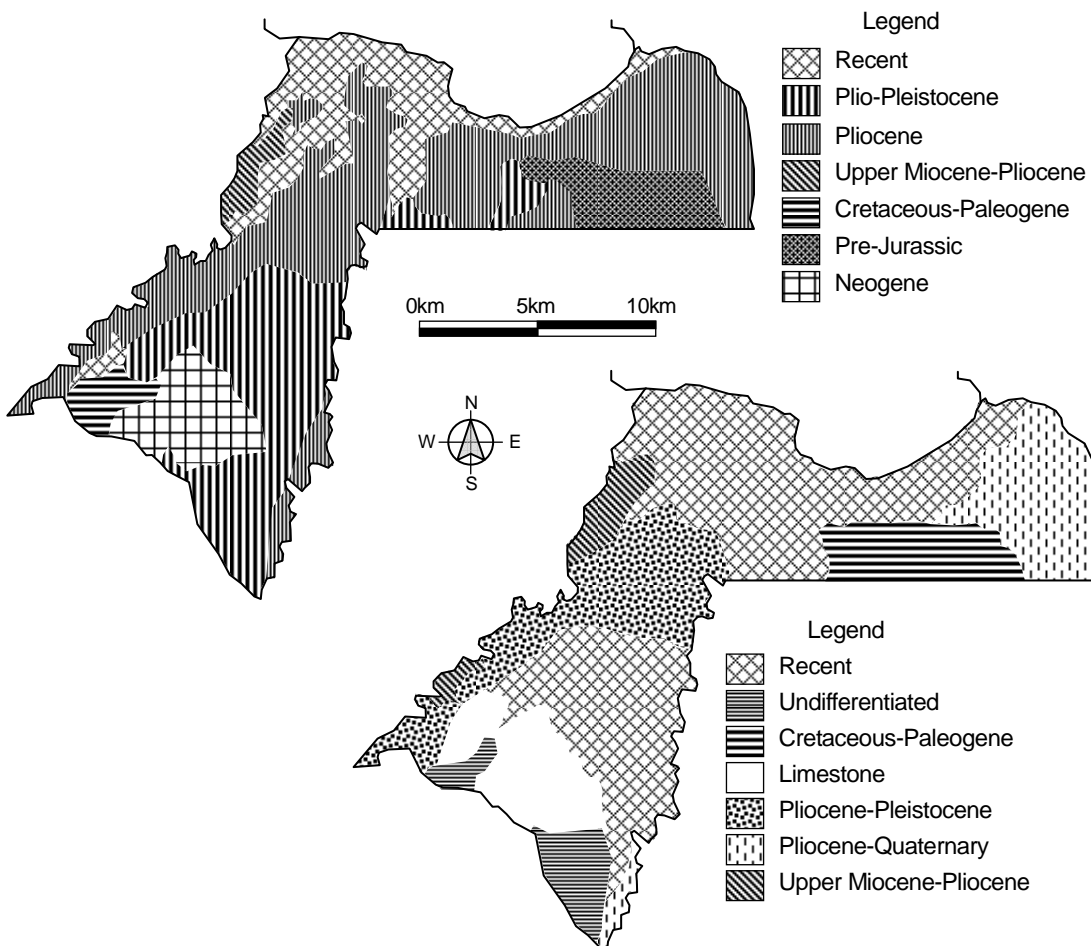 Legend
Recent
Plio-Pleistocene
Pliocene
Upper Miocene-Pliocene
Cretaceous-Paleogene
Pre-Jurassic
Neogene
0km 5km 10km
N
W E
S
Legend
Recent
Undifferentiated
Cretaceous-Paleogene
Limestone
Pliocene-Pleistocene
Pliocene-Quaternary
Upper Miocene-Pliocene